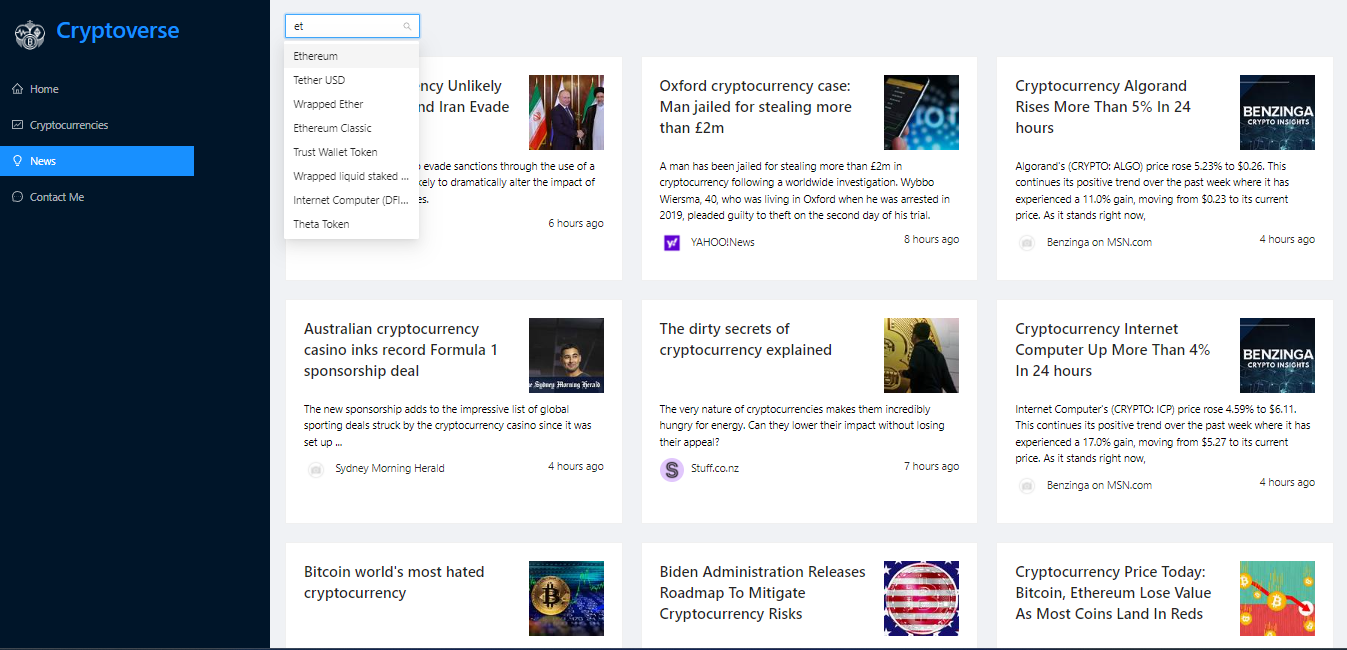 Cryptoverse
Home
Cryptocurrencies
News
Contact Me
et
Ethereum
Tether USD
Wrapped Ether
Ethereum Classic
Trust Wallet Token
Wrapped liquid staked ...
Internet Computer (DFI...
Theta Token
ncy Unlikely
nd Iran Evade
evade sanctions through the use of a
kely to dramatically alter the impact of
es.
6 hours ago
Oxford cryptocurrency case:
Man jailed for stealing more
than £2m
A man has been jailed for stealing more than £2m in
cryptocurrency following a worldwide investigation. Wybbo
Wiersma, 40, who was living in Oxford when he was arrested in
2019, pleaded guilty to theft on the second day of his trial.
YAHOO!News
8 hours ago
Cryptocurrency Algorand
Rises More Than 5% In 24
hours
BENZINGA
CRYPTO INSIGHTS
Algorand's (CRYPTO: ALGO) price rose 5.23% to $0.26. This
continues its positive trend over the past week where it has
experienced a 11.0% gain, moving from $0.23 to its current
price. As it stands right now,
Benzinga on MSN.com
4 hours ago
Australian cryptocurrency
casino inks record Formula 1
sponsorship deal
e Sydney Morning Herald
The new sponsorship adds to the impressive list of global
sporting deals struck by the cryptocurrency casino since it was
set up ...
Sydney Morning Herald
4 hours ago
The dirty secrets of
cryptocurrency explained
The very nature of cryptocurrencies makes them incredibly
hungry for energy. Can they lower their impact without losing
their appeal?
S
Stuff.co.nz
7 hours ago
Cryptocurrency Internet
Computer Up More Than 4%
In 24 hours
BENZINGA
CRYPTO INSIGHTS
Internet Computer's (CRYPTO: ICP) price rose 4.59% to $6.11.
This continues its positive trend over the past week where it has
experienced a 17.0% gain, moving from $5.27 to its current
price. As it stands right now,
Benzinga on MSN.com
4 hours ago
Bitcoin world's most hated
cryptocurrency
Biden Administration Releases
Roadmap To Mitigate
Cryptocurrency Risks
Cryptocurrency Price Today:
Bitcoin, Ethereum Lose Value
As Most Coins Land In Reds